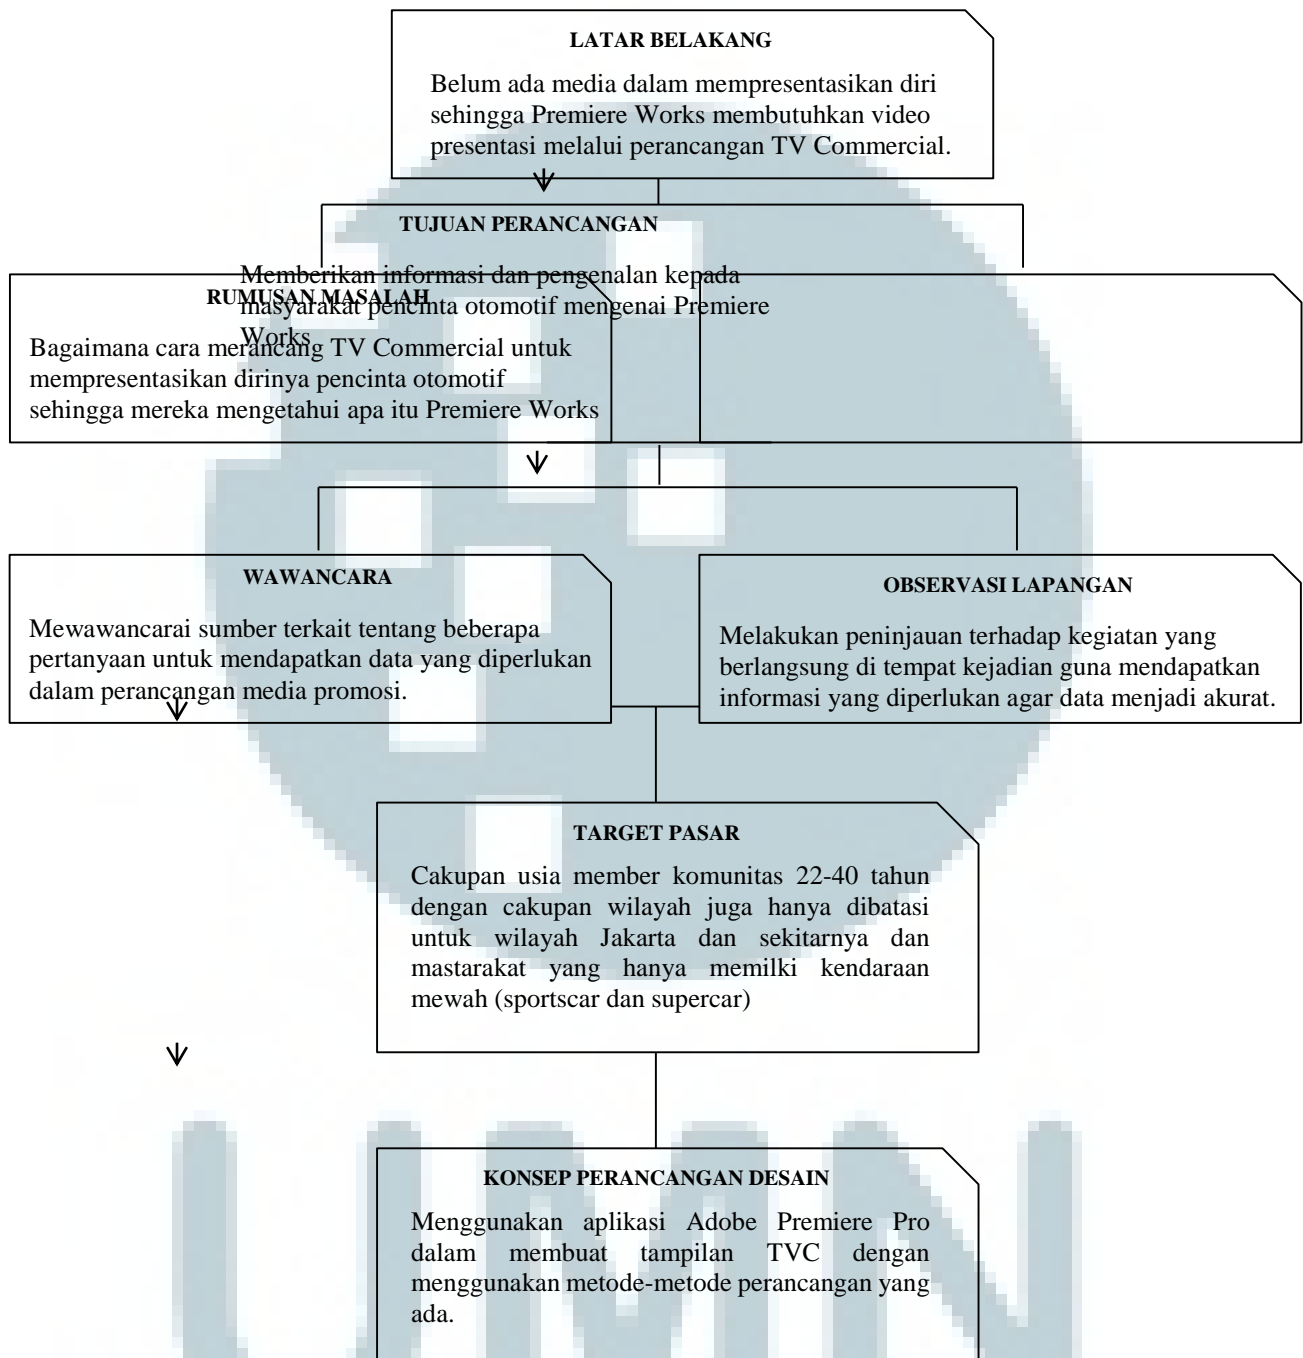 LATAR BELAKANG
Belum ada media dalam mempresentasikan diri
sehingga Premiere Works membutuhkan video
presentasi melalui perancangan TV Commercial.
TUJUAN PERANCANGAN
Memberikan informasi dan pengenalan kepada
masyarakat pencinta otomotif mengenai Premiere
Works
RUMUSAN MASALAH
Bagaimana cara merancang TV Commercial untuk
mempresentasikan dirinya pencinta otomotif
sehingga mereka mengetahui apa itu Premiere Works
WAWANCARA
Mewawancarai sumber terkait tentang beberapa
pertanyaan untuk mendapatkan data yang diperlukan
dalam perancangan media promosi.
OBSERVASI LAPANGAN
Melakukan peninjauan terhadap kegiatan yang
berlangsung di tempat kejadian guna mendapatkan
informasi yang diperlukan agar data menjadi akurat.
TARGET PASAR
Cakupan usia member komunitas 22-40 tahun
dengan cakupan wilayah juga hanya dibatasi
untuk wilayah Jakarta dan sekitarnya dan
mastarakat yang hanya memilki kendaraan
mewah (sportscar dan supercar)
KONSEP PERANCANGAN DESAIN
Menggunakan aplikasi Adobe Premiere Pro
dalam membuat tampilan TVC dengan
menggunakan metode-metode perancangan yang
ada.
UMN